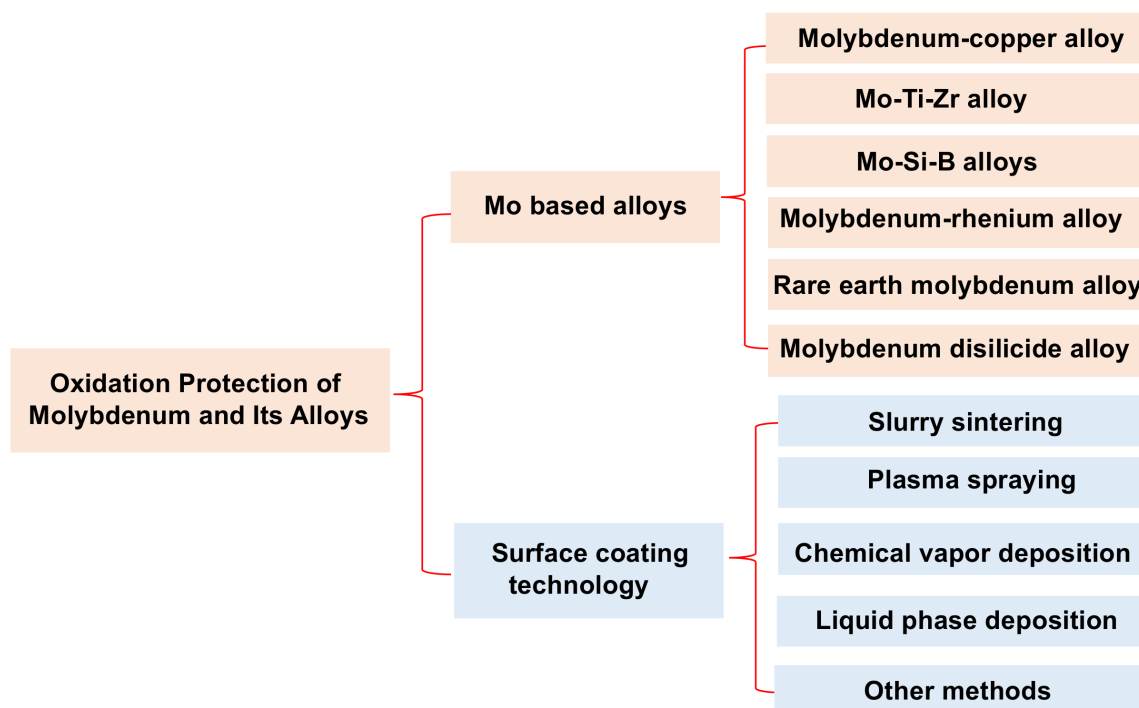 Oxidation Protection of
Molybdenum and Its Alloys
Mo based alloys
Molybdenum-copper alloy
Mo-Ti-Zr alloy
Mo-Si-B alloys
Molybdenum-rhenium alloy
Rare earth molybdenum alloy
Molybdenum disilicide alloy
Surface coating
technology
Slurry sintering
Plasma spraying
Chemical vapor deposition
Liquid phase deposition
Other methods